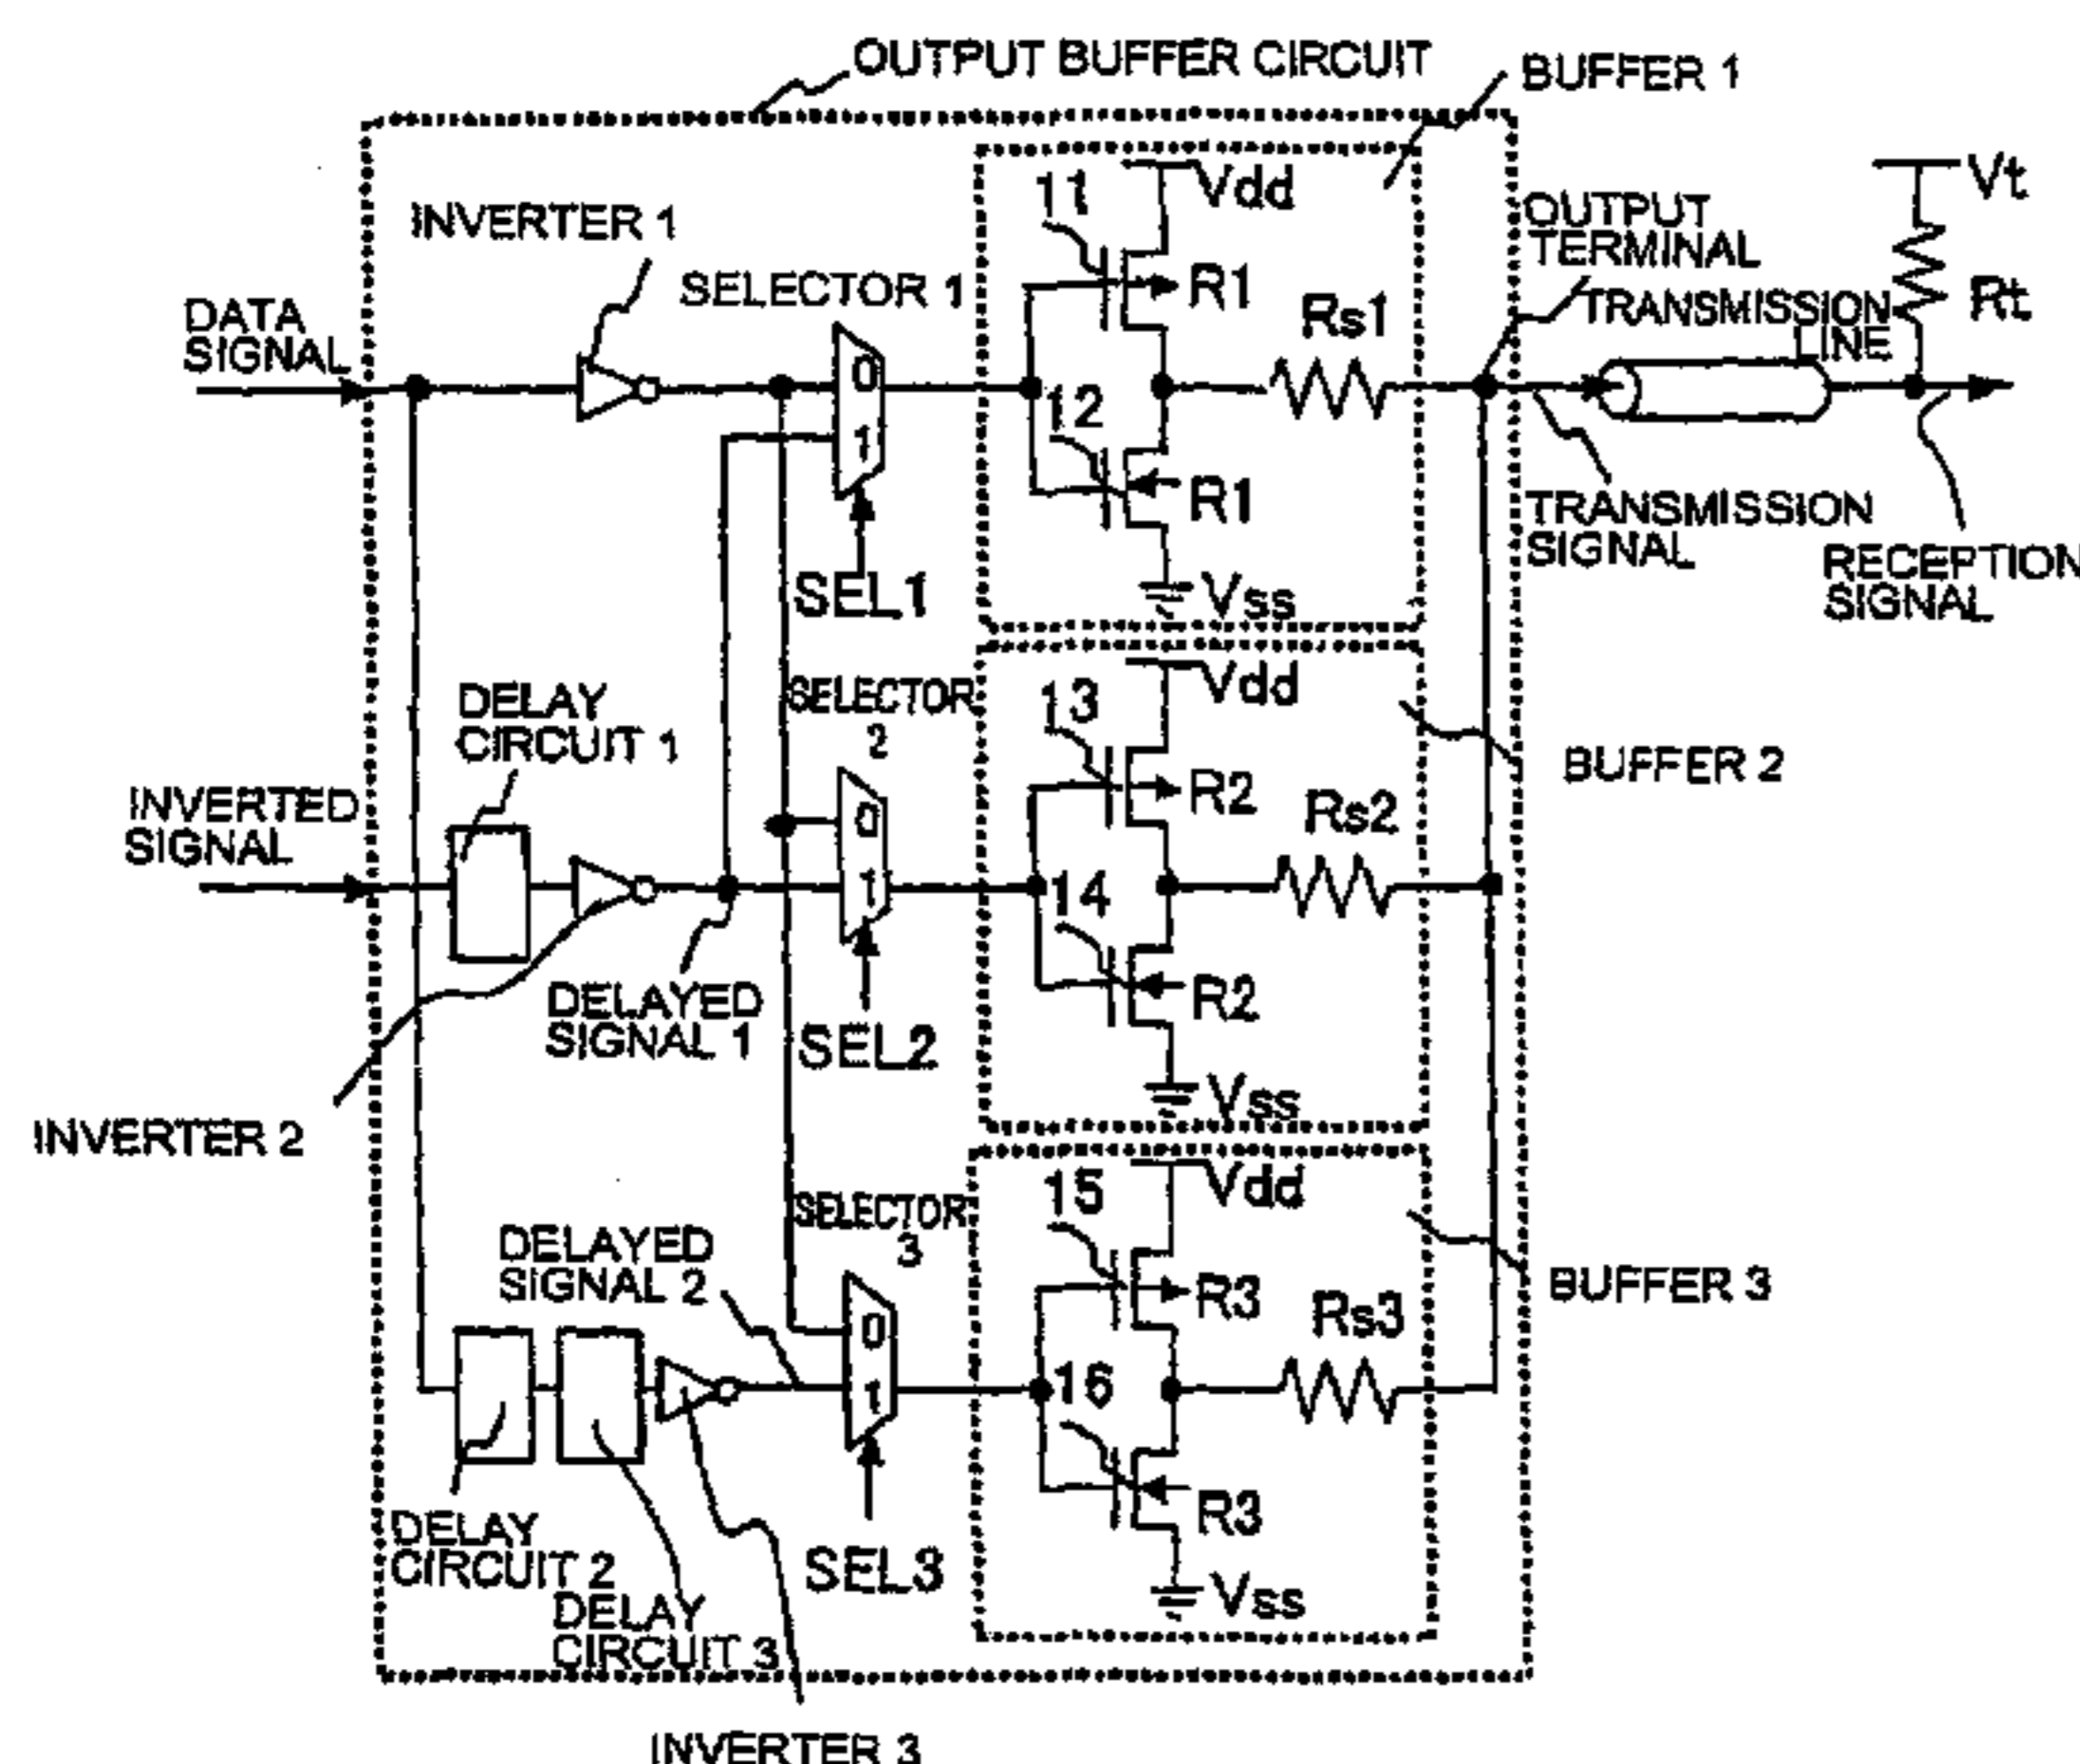 OUTPUT BUFFER CIRCUIT
BUFFER 1
INVERTER 1
SELECTOR 1
DATA
SIGNAL
0
1
SEL1
11
Vdd
R1
12
R1
Vss
Rs1
OUTPUT
TERMINAL
TRANSMISSION
LINE
Vt
Rt
TRANSMISSION
SIGNAL
RECEPTION
SIGNAL
DELAY
CIRCUIT 1
INVERTED
SIGNAL
INVERTER 2
DELAYED
SIGNAL 1
SELECTOR
2
0
1
SEL2
13
Vdd
R2
14
R2
Vss
Rs2
BUFFER 2
DELAYED
SIGNAL 2
DELAY
CIRCUIT 2
DELAY
CIRCUIT 3
INVERTER 3
SELECTOR
3
0
1
SEL3
15
Vdd
R3
16
R3
Vss
Rs3
BUFFER 3